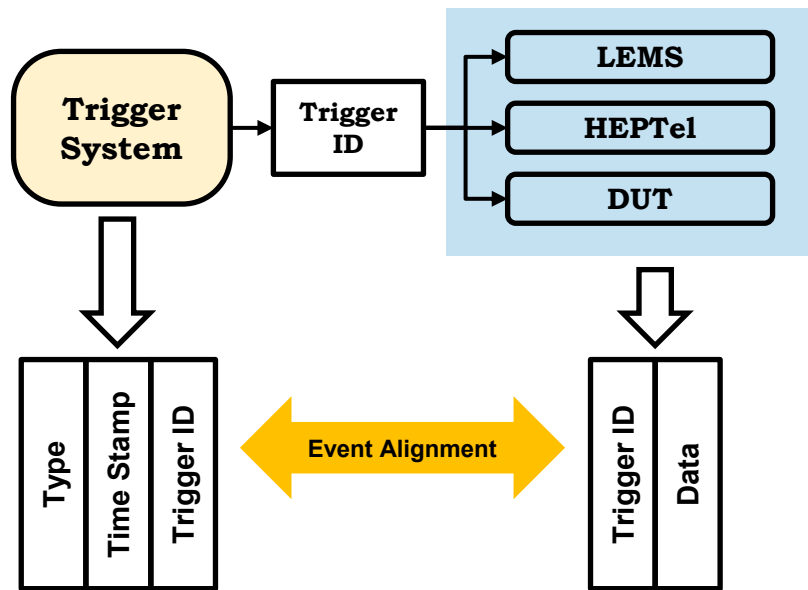 Trigger
System
Trigger
ID
LEMS
HEPTel
DUT
Type
Time Stamp
Trigger ID
Event Alignment
Trigger ID
Data